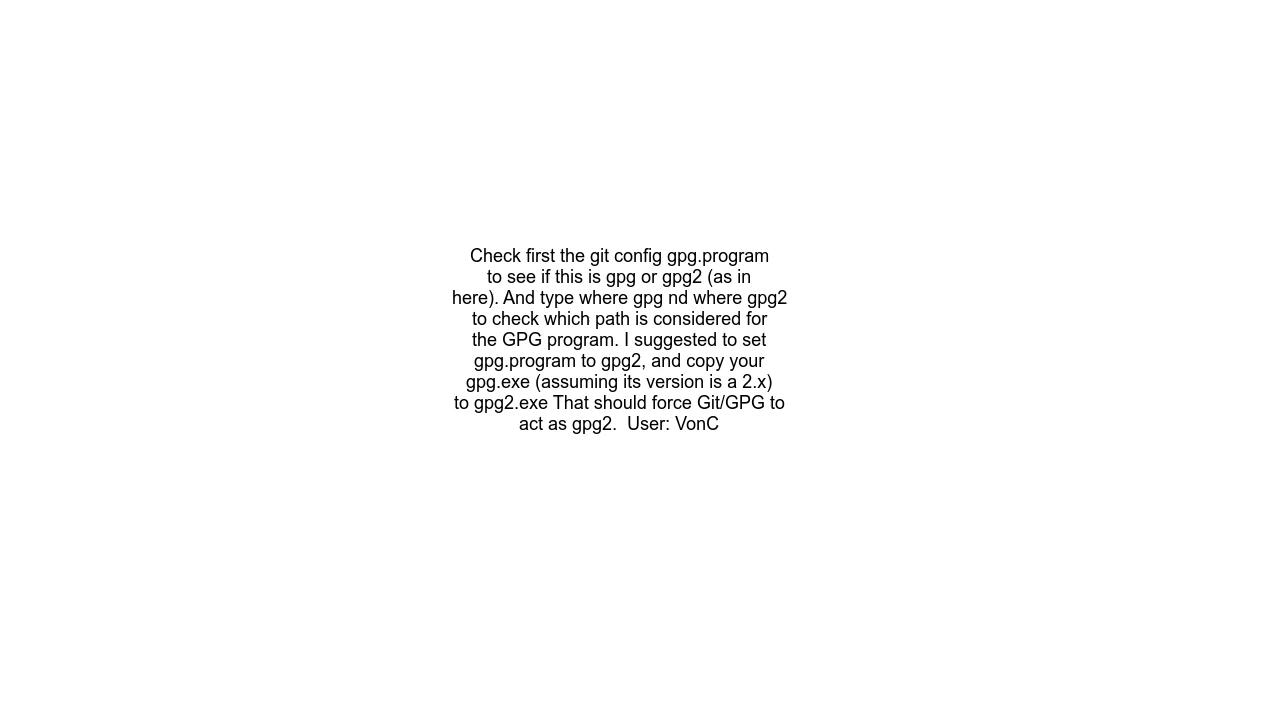 Check first the git config gpg.program
to see if this is gpg or gpg2 (as in
here). And type where gpg nd where gpg2
to check which path is considered for
the GPG program. I suggested to set
gpg.program to gpg2, and copy your
gpg.exe (assuming its version is a 2.x)
to gpg2.exe That should force Git/GPG to
act as gpg2.  User: VonC